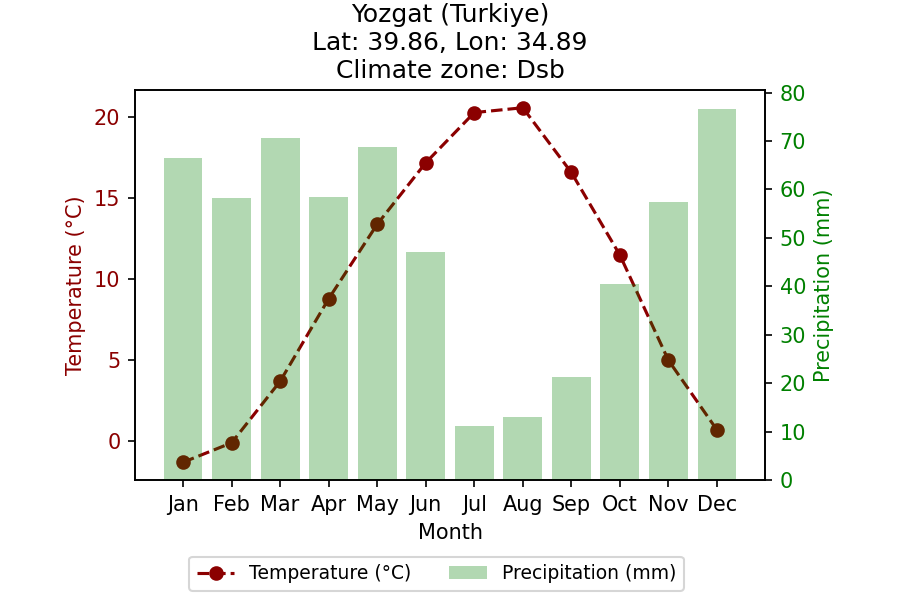 Yozgat (Turkiye)
Lat: 39.86, Lon: 34.89
Climate zone: Dsb
Temperature (°C)
20
15
10
5
0
80
70
60
50
40
30
20
10
0
Precipitation (mm)
Jan Feb Mar Apr May Jun Jul Aug Sep Oct Nov Dec
Month
Temperature (°C) Precipitation (mm)